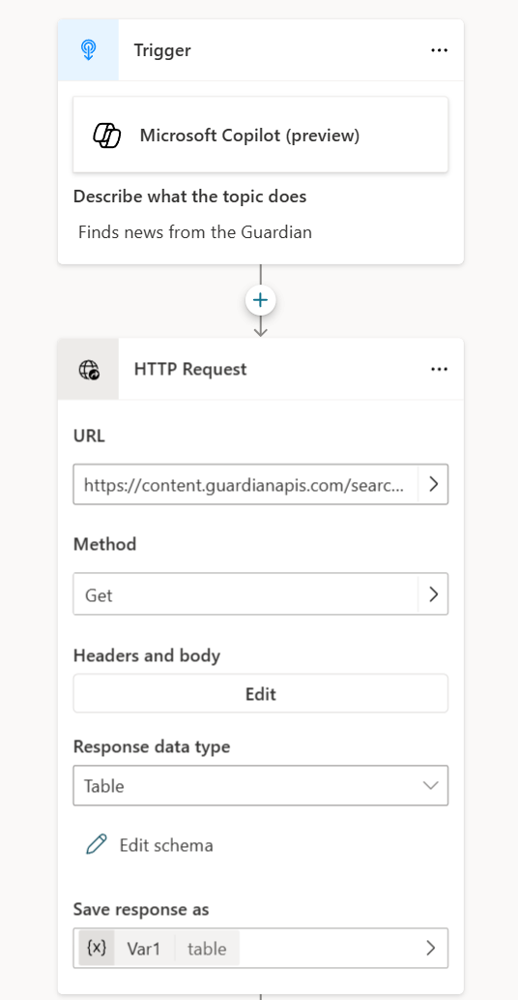 Trigger
Microsoft Copilot (preview)
Describe what the topic does
Finds news from the Guardian
HTTP Request
URL
https://content.guardianapis.com/searc...
Method
Get
Headers and body
Edit
Response data type
Table
Edit schema
Save response as
{x} Var1 table